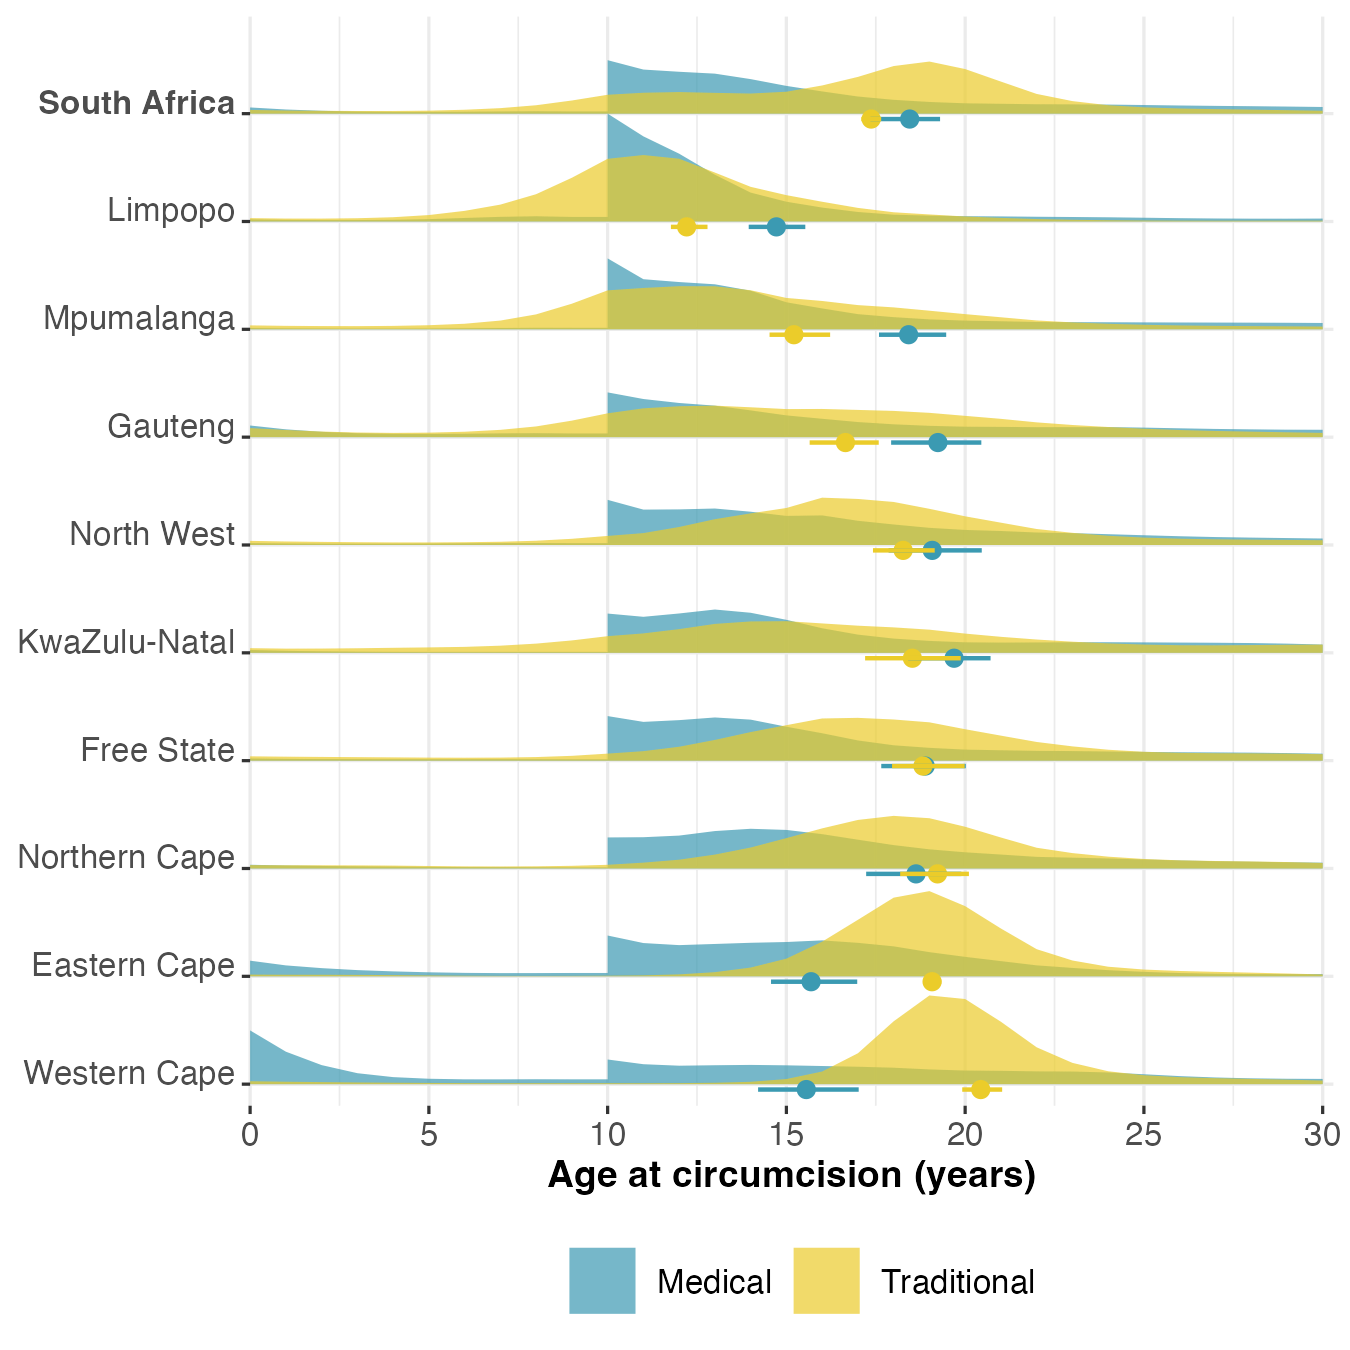 South Africa
Limpopo
Mpumalanga
Gauteng
North West
KwaZulu-Natal
Free State
Northern Cape
Eastern Cape
Western Cape
0 5 10 15 20 25 30
Age at circumcision (years)
Medical Traditional